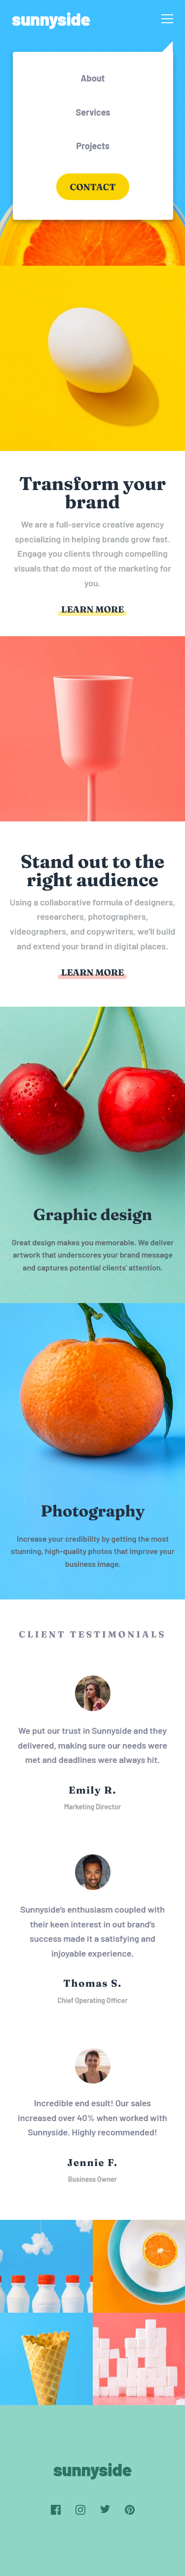 sunnyside
About
Services
Projects
CONTACT
Transform your
brand
We are a full-service creative agency
specializing in helping brands grow fast.
Engage you clients through compelling
visuals that do most of the marketing for
you.
LEARN MORE
Stand out to the
right audience
Using a collaborative formula of designers,
researchers, photographers,
videographers, and copywriters, we'll build
and extend your brand in digital places.
LEARN MORE
Graphic design
Great design makes you memorable. We deliver
artwork that underscores your brand message
and captures potential clients' attention.
Photography
Increase your credibility by getting the most
stunning, high-quality photos that improve your
business image.
CLIENT TESTIMONIALS
We put our trust in Sunnyside and they
delivered, making sure our needs were
met and deadlines were always hit.
Emily R.
Marketing Director
Sunnyside's enthusiasm coupled with
their keen interest in out brand's
success made it a satisfying and
injoyable experience.
Thomas S.
Chief Operating Officer
Incredible end esult! Our sales
increased over 40% when worked with
Sunnyside. Highly recommended!
Jennie F.
Business Owner
sunnyside